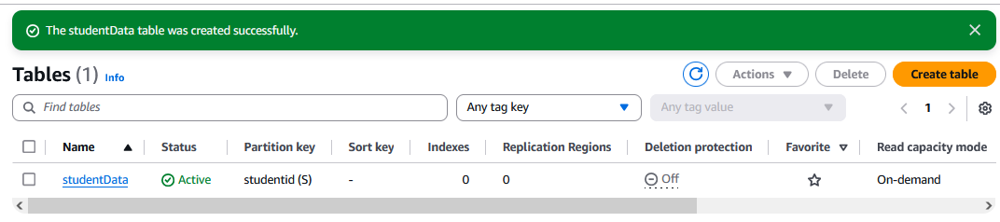 The studentData table was created successfully.
Tables (1) Info
Actions
Delete
Create table
Find tables
Any tag key
Any tag value
1
Name Status Partition key Sort key Indexes Replication Regions Deletion protection Favorite Read capacity mode
studentData Active studentid (S) - 0 0 Off On-demand